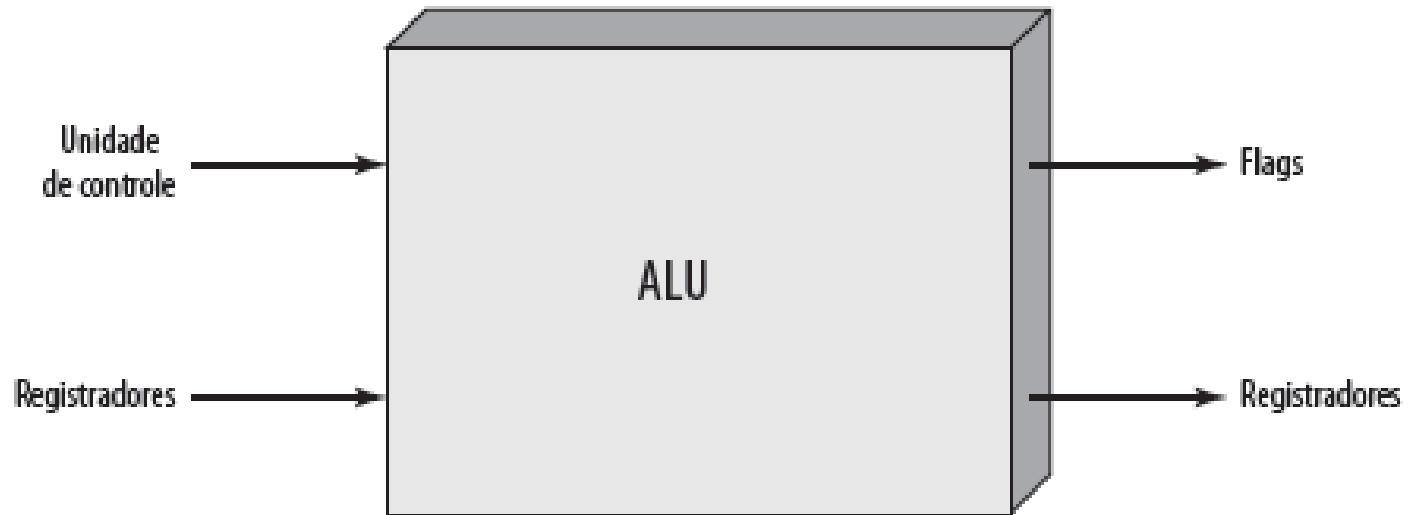 Unidade
de controle
Flags
ALU
Registradores
Registradores